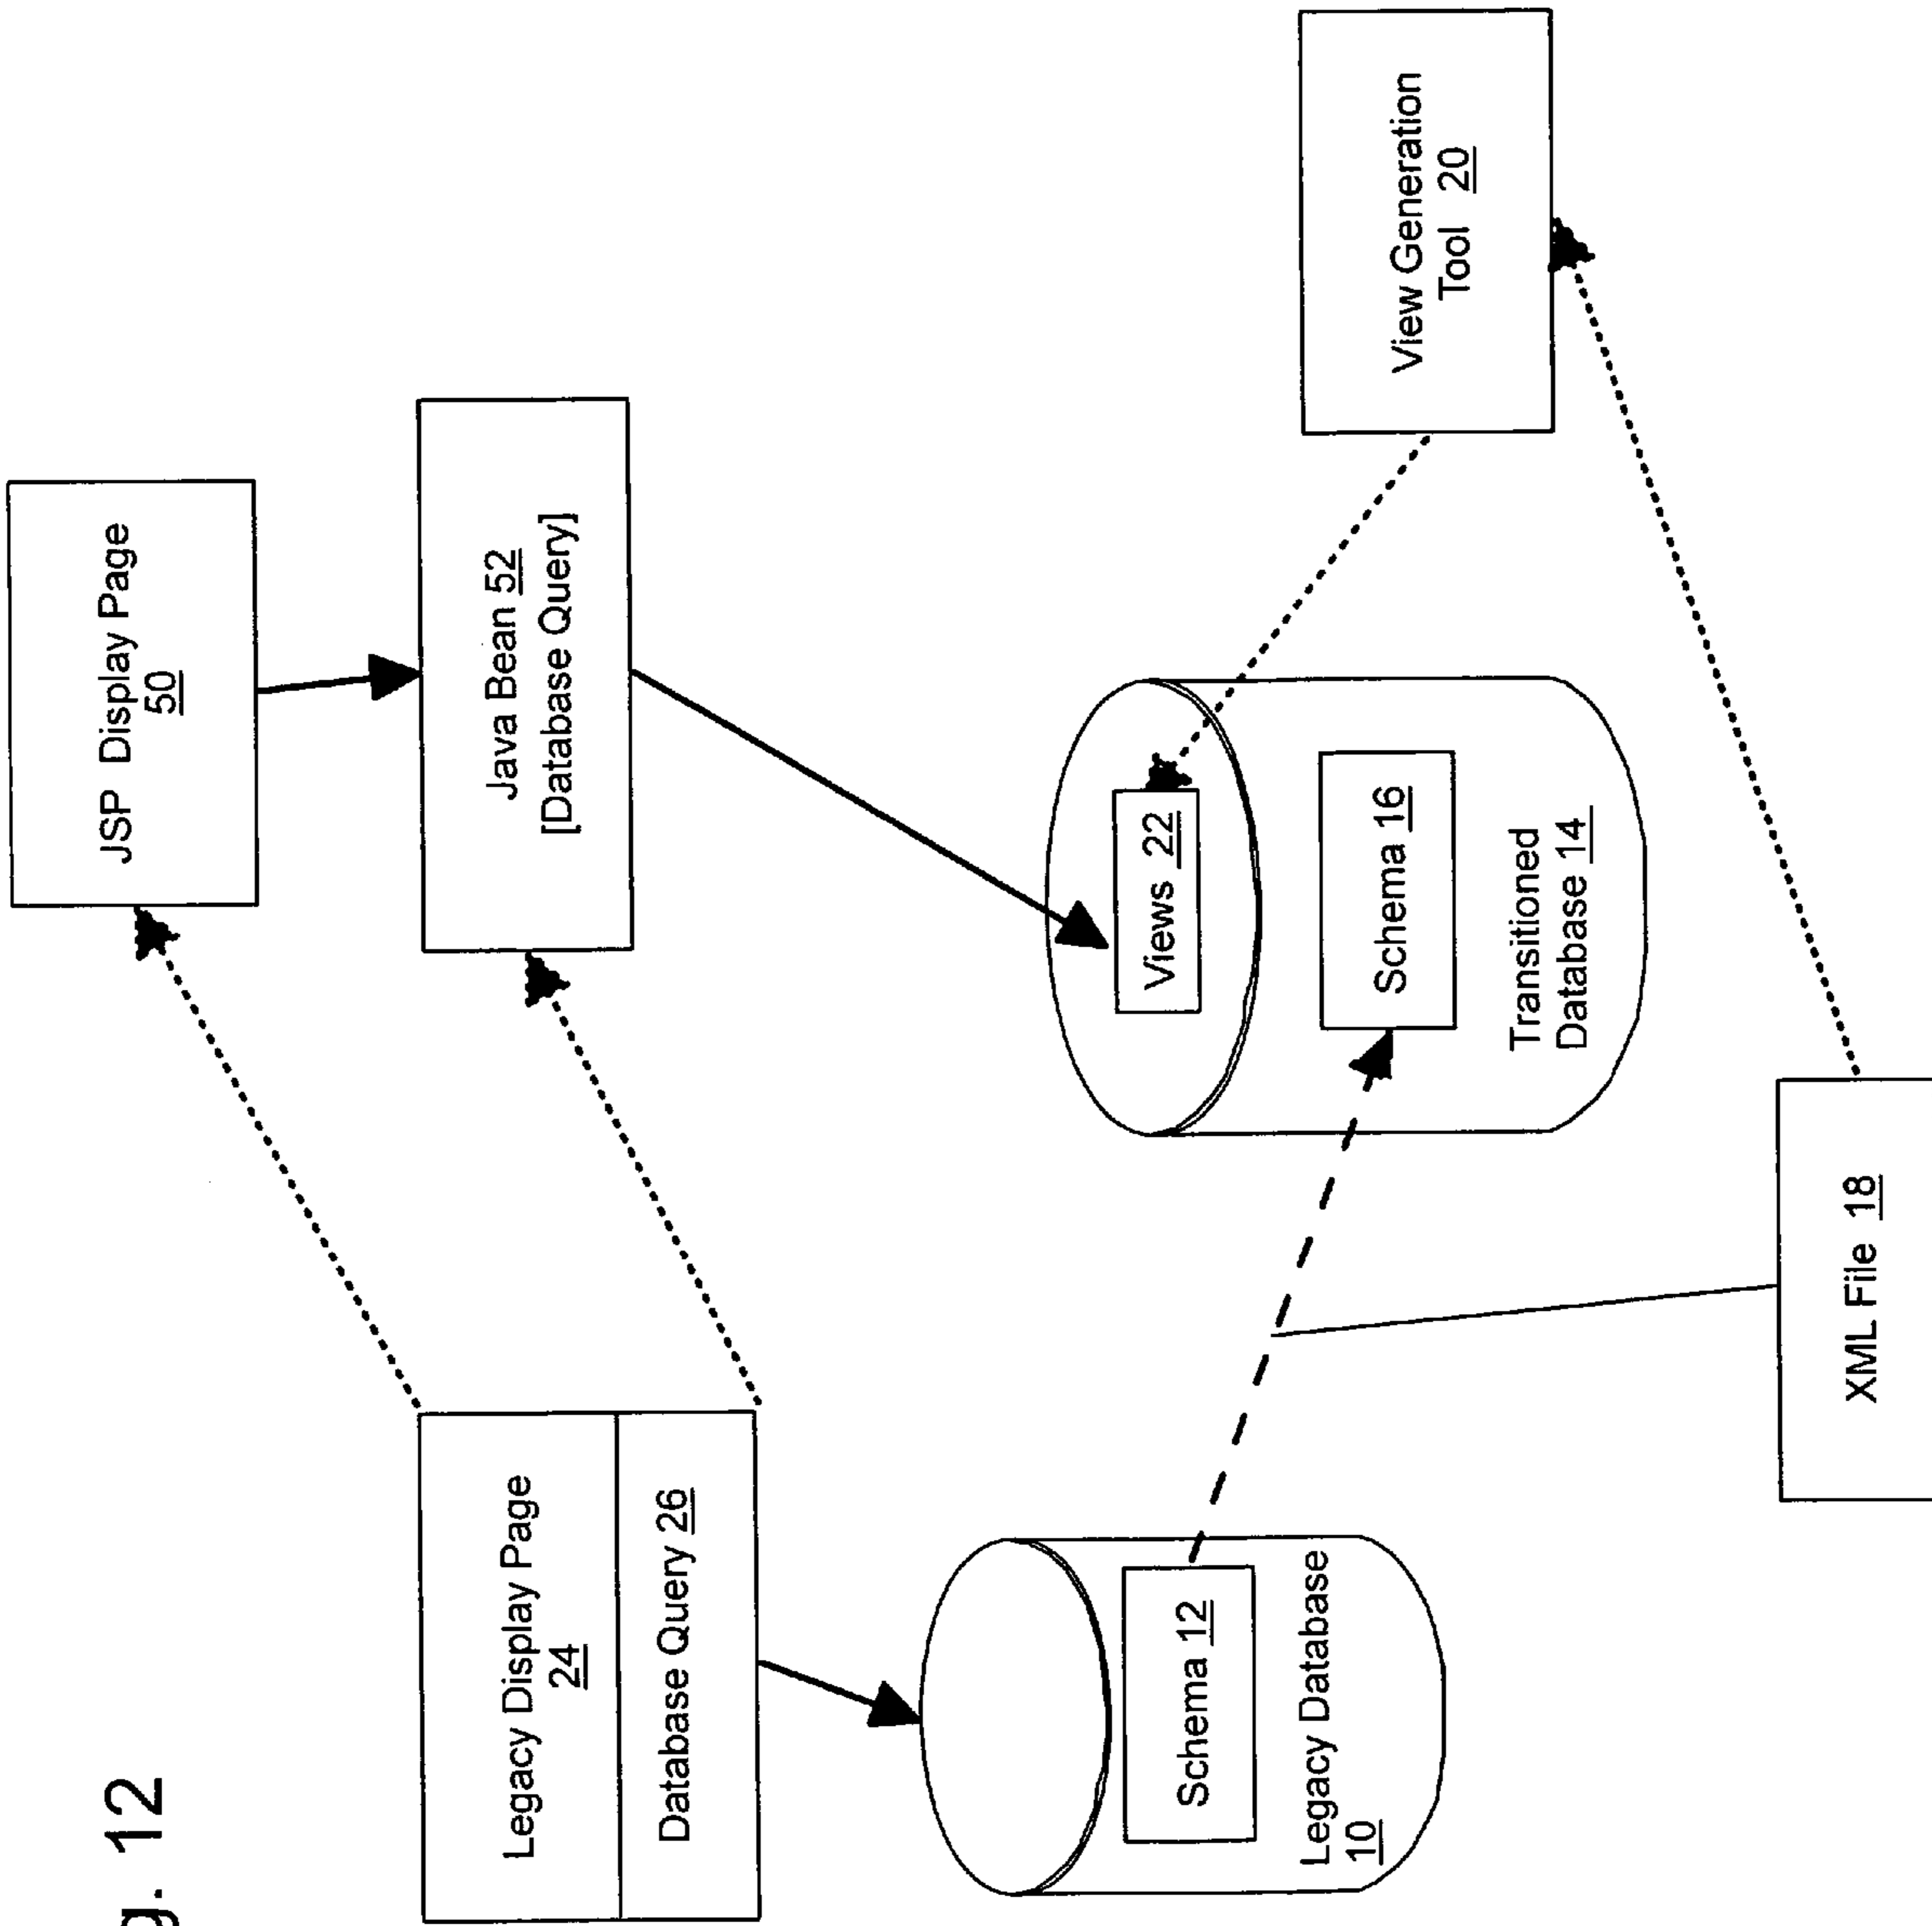 g. 12
JSP Display Page
50
Legacy Display Page
24
Database Query 26
Java Bean 52
[Database Query]
Schema 12
Legacy Database
10
Views 22
Schema 16
Transitioned
Database 14
View Generation
Tool 20
XML File 18